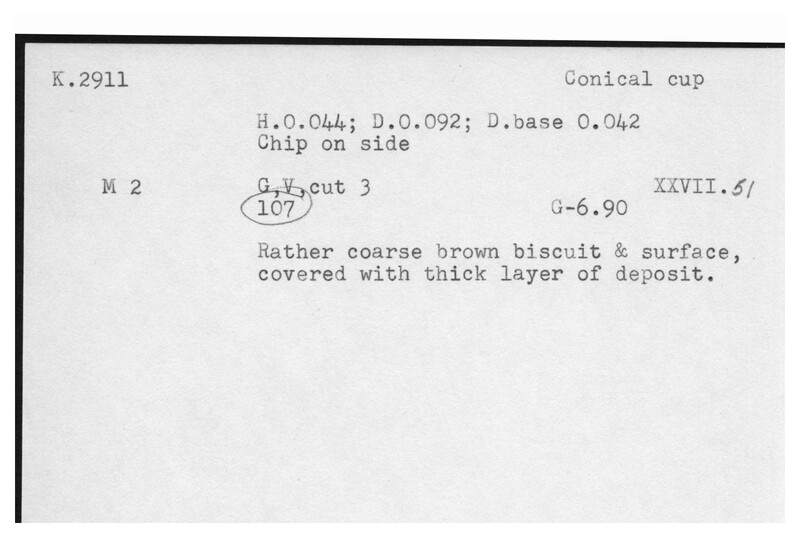 K.2911 Conical cup
H.0.044; D.0.092; D.base 0.042
Chip on side
M 2 G,V,cut 3 XXVII.51
107 G-6.90
Rather coarse brown biscuit & surface,
covered with thick layer of deposit.